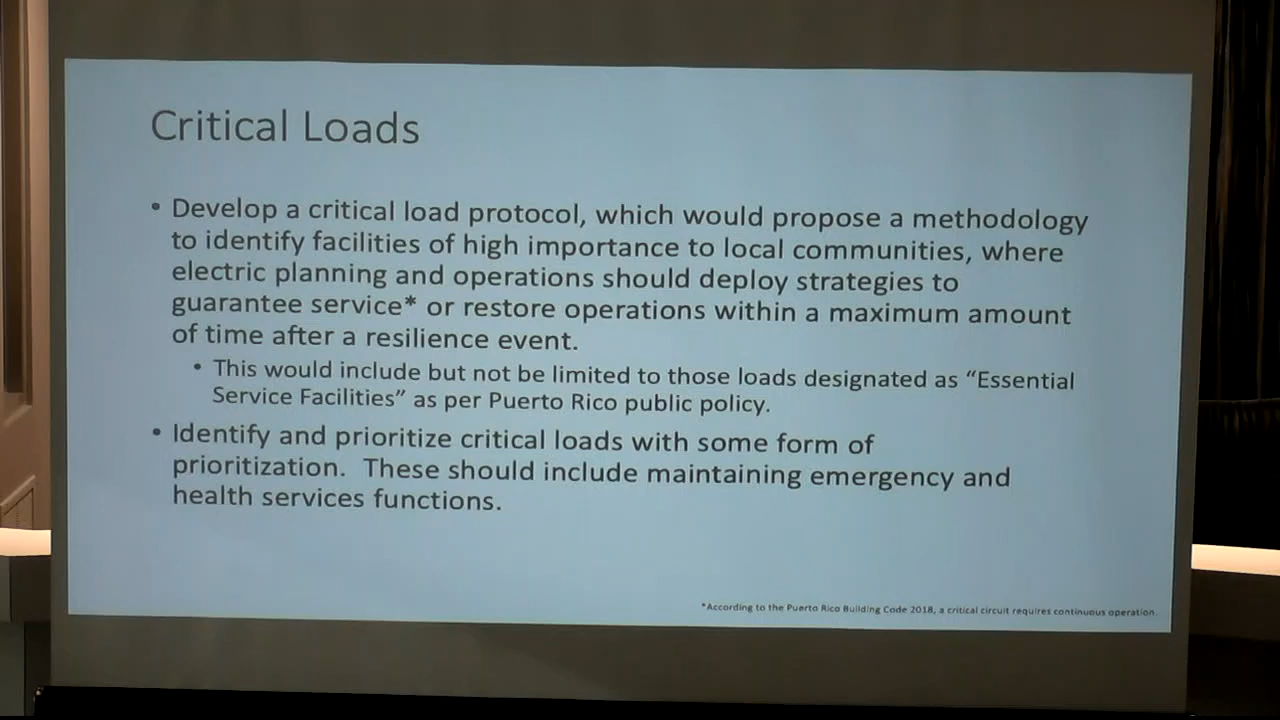 Critical Loads
• Develop a critical load protocol, which would propose a methodology
to identify facilities of high importance to local communities, where
electric planning and operations should deploy strategies to
guarantee service* or restore operations within a maximum amount
of time after a resilience event.
• This would include but not be limited to those loads designated as “Essential
Service Facilities” as per Puerto Rico public policy.
• Identify and prioritize critical loads with some form of
prioritization. These should include maintaining emergency and
health services functions.
*According to the Puerto Rico Building Code 2018, a critical circuit requires continuous operation.